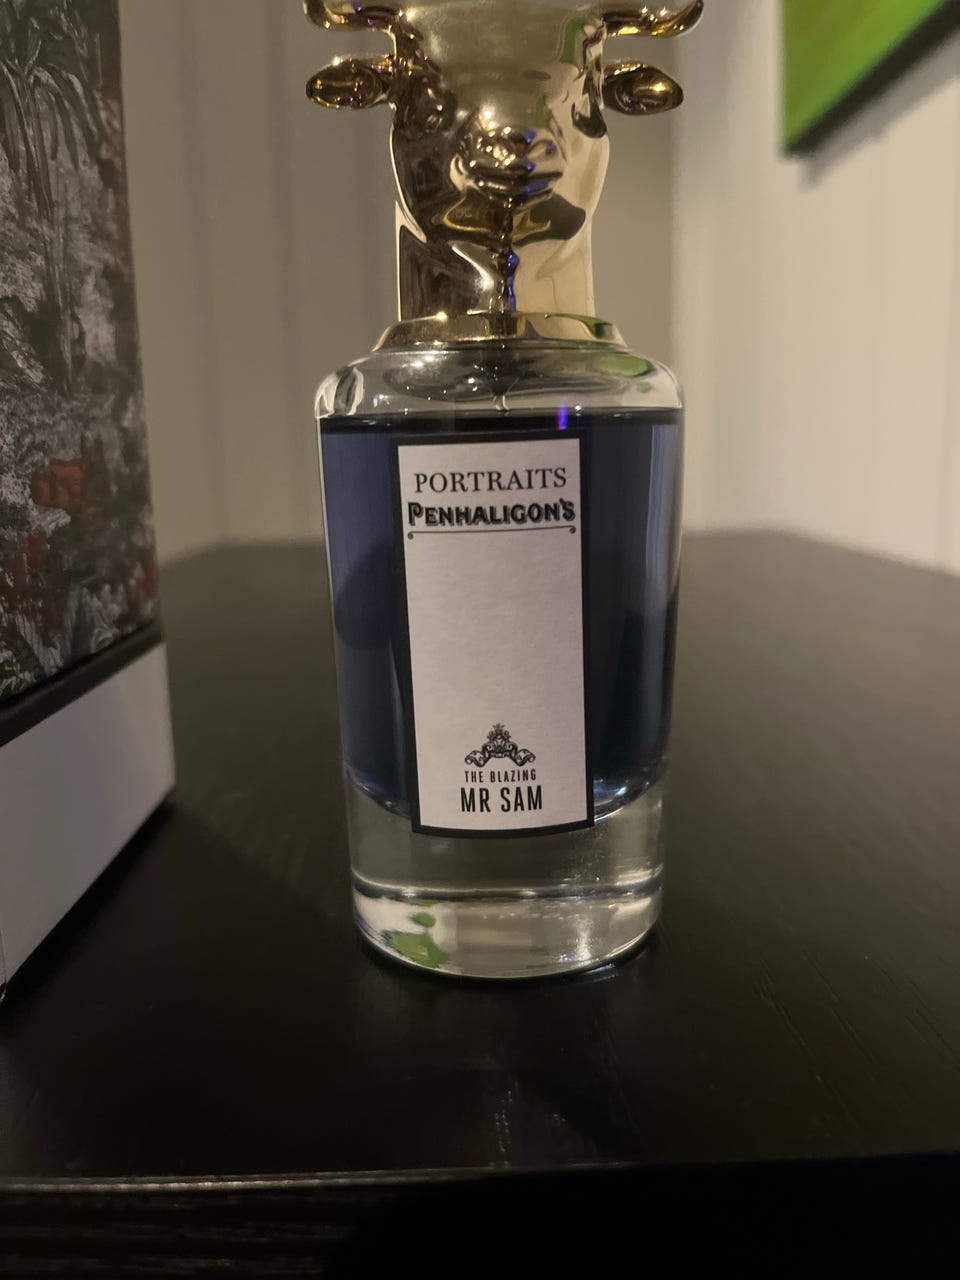 PORTRAITS
PENHALIGON'S
THE BLAZING
MR SAM